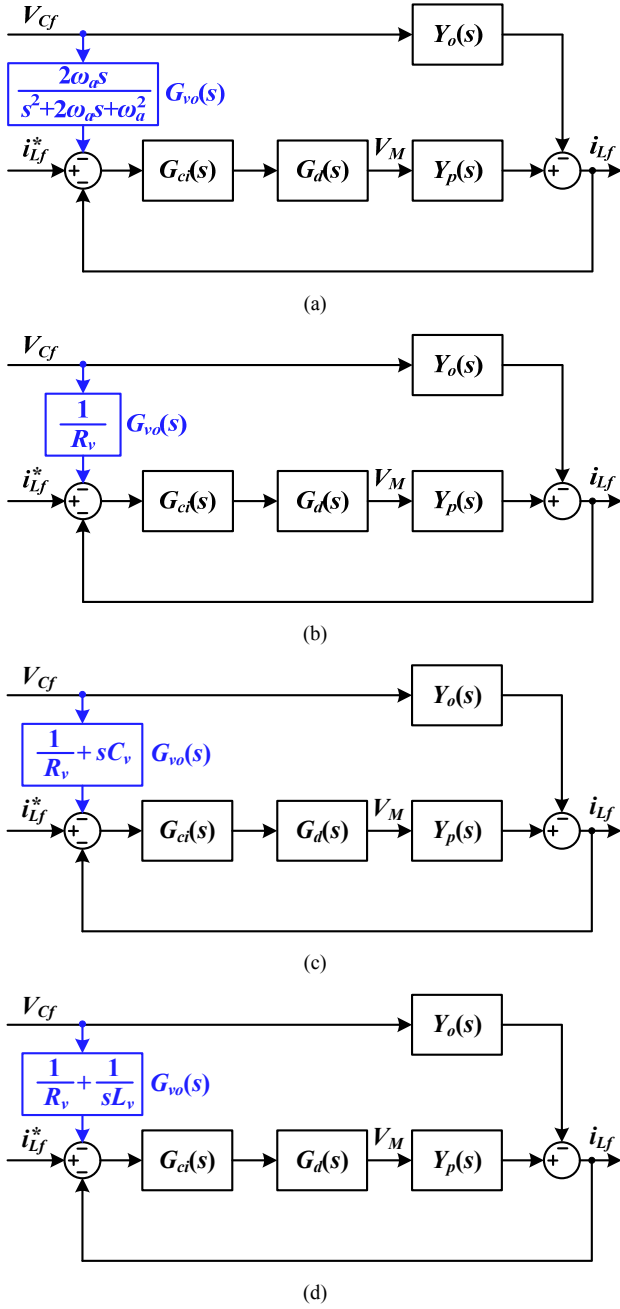 V_Cf
Y_o(s)
2ω_a s / s²+2ω_a s+ω_a² G_vo(s)
i*_Lf + − − G_ci(s) G_d(s) V_M Y_p(s) + − i_Lf
(a)
V_Cf
Y_o(s)
1 / R_v G_vo(s)
i*_Lf + − − G_ci(s) G_d(s) V_M Y_p(s) + − i_Lf
(b)
V_Cf
Y_o(s)
1 / R_v + sC_v G_vo(s)
i*_Lf + − − G_ci(s) G_d(s) V_M Y_p(s) + − i_Lf
(c)
V_Cf
Y_o(s)
1 / R_v + 1 / sL_v G_vo(s)
i*_Lf + − − G_ci(s) G_d(s) V_M Y_p(s) + − i_Lf
(d)